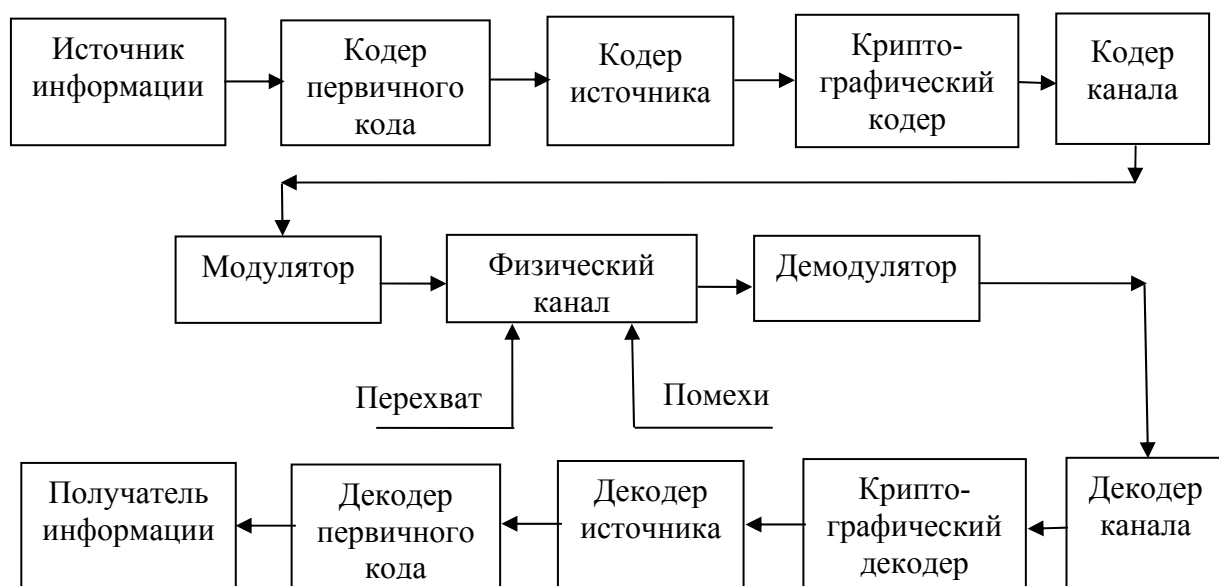 Источник
информации
Кодер
первичного
кода
Кодер
источника
Крипто-
графический
кодер
Кодер
канала
Модулятор
Физический
канал
Демодулятор
Перехват
Помехи
Получатель
информации
Декодер
первичного
кода
Декодер
источника
Крипто-
графический
декодер
Декодер
канала